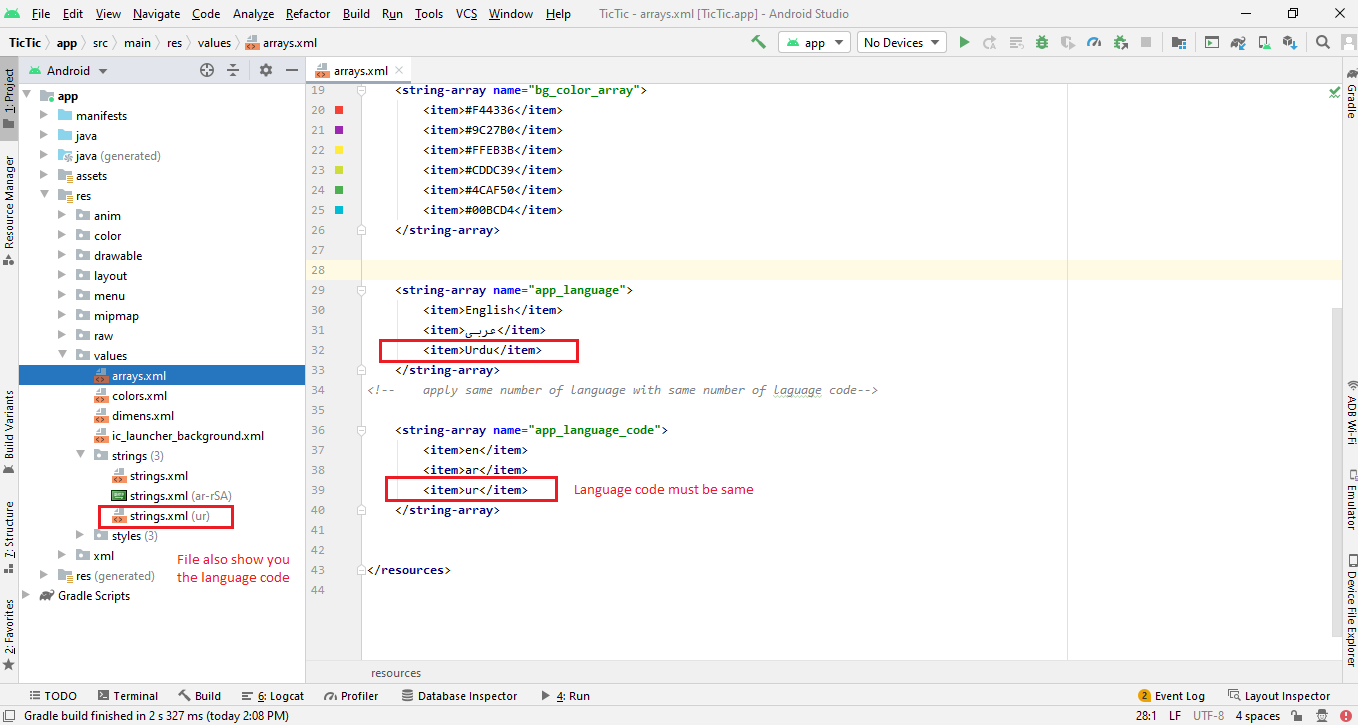 File Edit View Navigate Code Analyze Refactor Build Run Tools VCS Window Help TicTic - arrays.xml [TicTic.app] - Android Studio
TicTic app src main res values arrays.xml app No Devices
Android arrays.xml
1: Project
Resource Manager
Build Variants
7: Structure
2: Favorites
app
manifests
java
java (generated)
assets
res
anim
color
drawable
layout
menu
mipmap
raw
values
arrays.xml
colors.xml
dimens.xml
ic_launcher_background.xml
strings (3)
strings.xml
strings.xml (ar-rSA)
strings.xml (ur)
styles (3)
xml
res (generated)
Gradle Scripts
File also show you
the language code
19 <string-array name="bg_color_array">
20 <item>#F44336</item>
21 <item>#9C27B0</item>
22 <item>#FFEB3B</item>
23 <item>#CDDC39</item>
24 <item>#4CAF50</item>
25 <item>#00BCD4</item>
26 </string-array>
27
28
29 <string-array name="app_language">
30 <item>English</item>
31 <item>عربي</item>
32 <item>Urdu</item>
33 </string-array>
34 <!-- apply same number of language with same number of laguage code-->
35
36 <string-array name="app_language_code">
37 <item>en</item>
38 <item>ar</item>
39 <item>ur</item> Language code must be same
40 </string-array>
41
42
43 </resources>
44
Gradle
ADB Wi-Fi
Emulator
Device File Explorer
resources
TODO Terminal Build 6: Logcat Profiler Database Inspector 4: Run 2 Event Log Layout Inspector
Gradle build finished in 2 s 327 ms (today 2:08 PM) 28:1 LF UTF-8 4 spaces